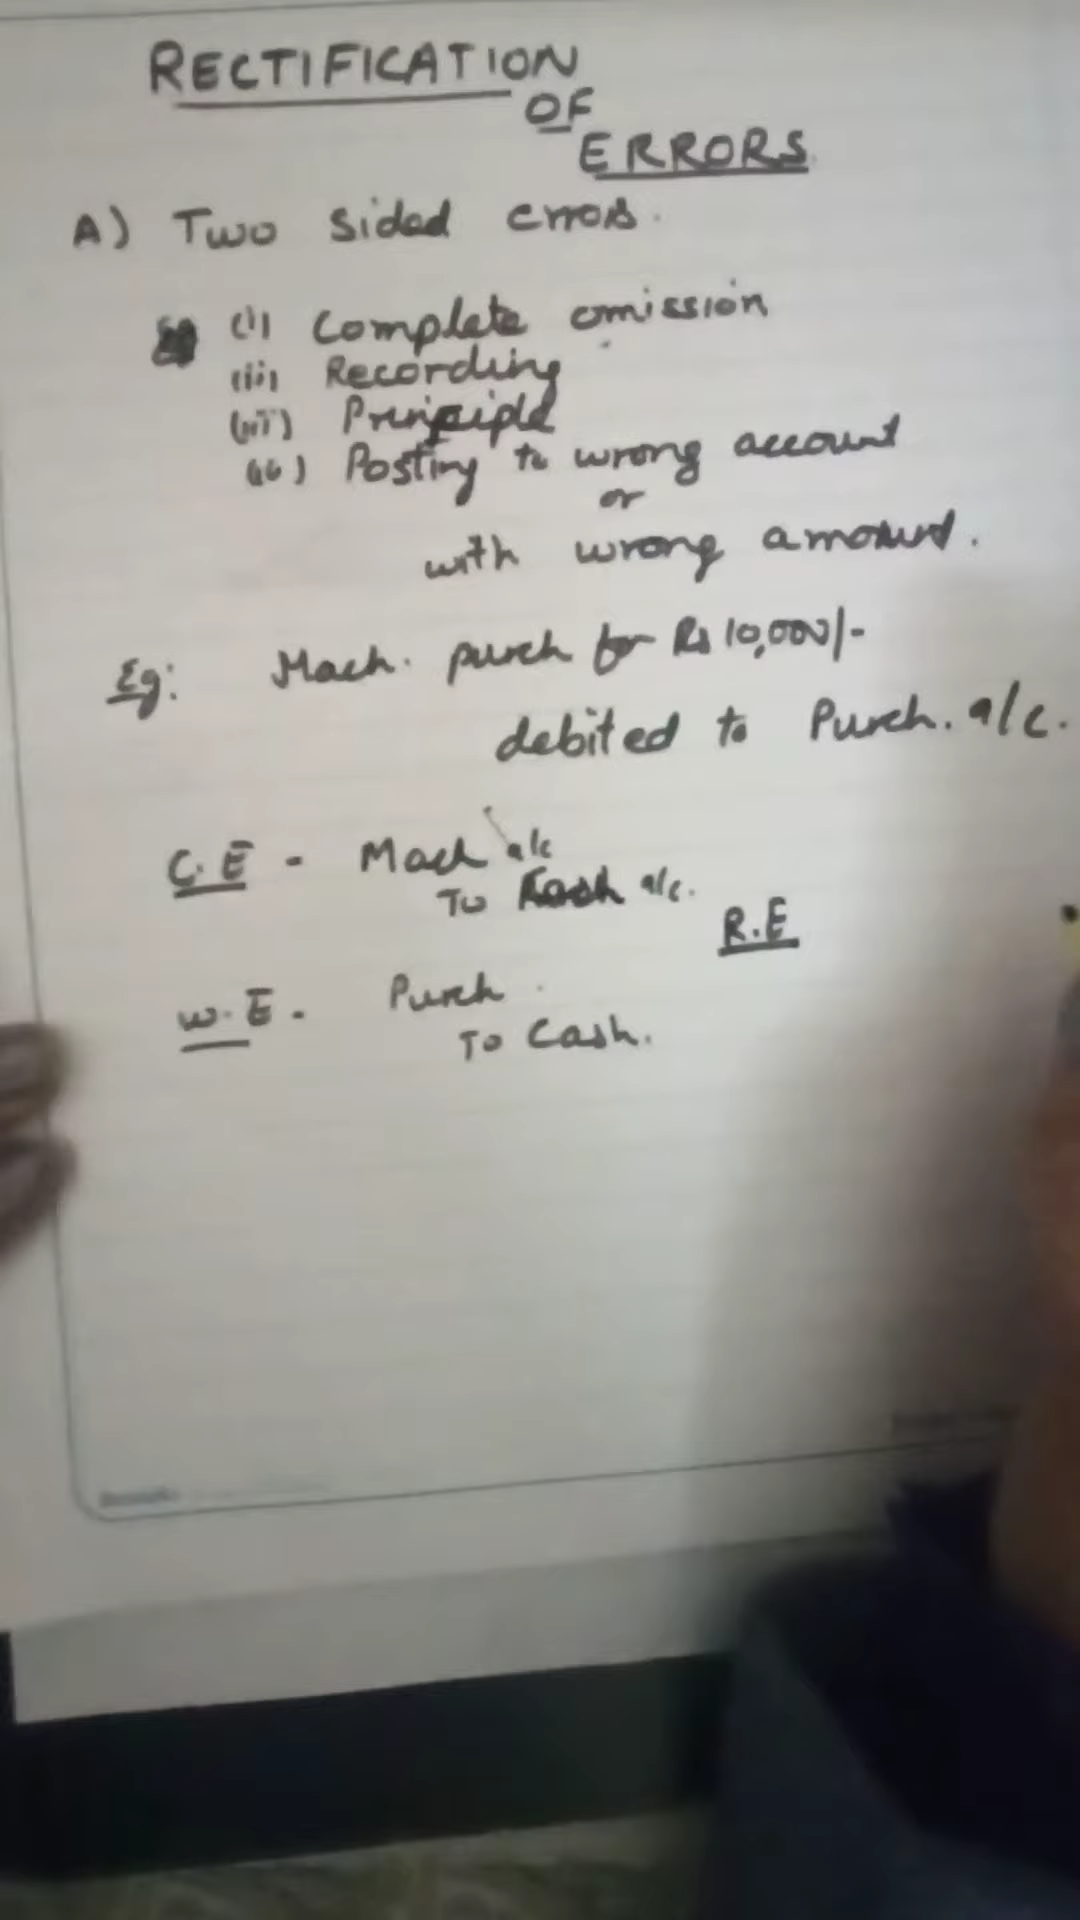 RECTIFICATION
OF
ERRORS
A) Two sided errors.
(i) Complete omission
(ii) Recording
(iii) Principle
(iv) Posting to wrong account
or
with wrong amount.
Eg: Mach. purch for Rs 10,000/-
debited to Purch. a/c.
C.E - Mach a/c
To Cash a/c.
R.E
W.E. Purch.
To Cash.